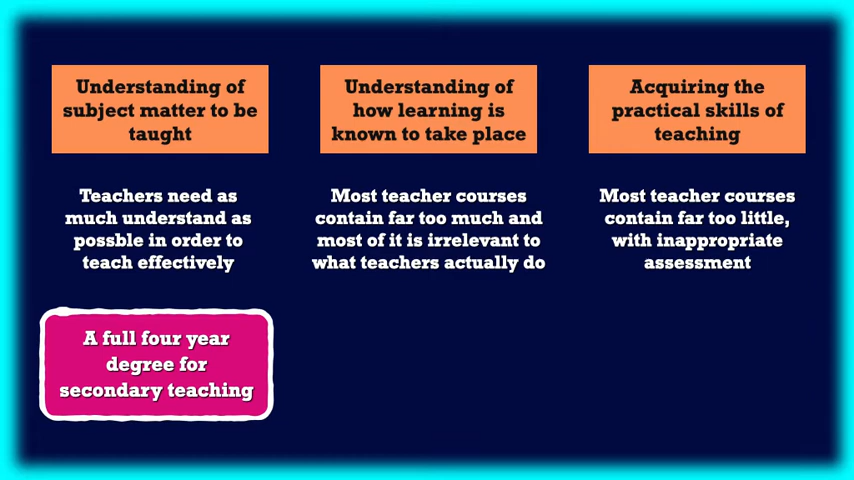 Understanding of
subject matter to be
taught
Teachers need as
much understand as
possble in order to
teach effectively
A full four year
degree for
secondary teaching
Understanding of
how learning is
known to take place
Most teacher courses
contain far too much and
most of it is irrelevant to
what teachers actually do
Acquiring the
practical skills of
teaching
Most teacher courses
contain far too little,
with inappropriate
assessment